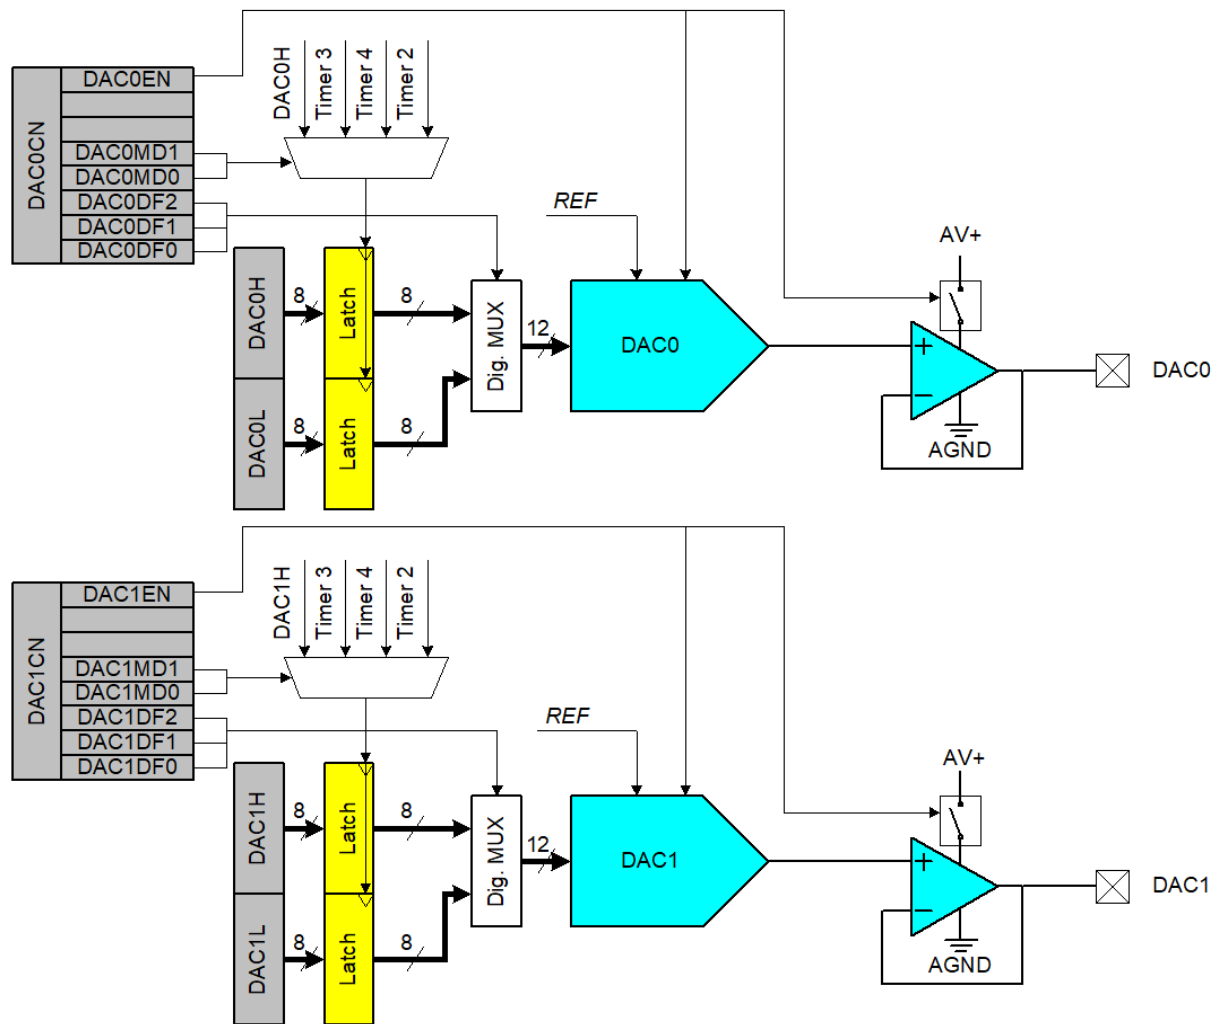 DAC0CN
DAC0EN
DAC0MD1
DAC0MD0
DAC0DF2
DAC0DF1
DAC0DF0
DAC0H
Timer 3
Timer 4
Timer 2
REF
AV+
DAC0H
8
Latch
8
Dig. MUX
12
DAC0
+
−
DAC0
DAC0L
8
Latch
8
AGND
DAC1CN
DAC1EN
DAC1MD1
DAC1MD0
DAC1DF2
DAC1DF1
DAC1DF0
DAC1H
Timer 3
Timer 4
Timer 2
REF
AV+
DAC1H
8
Latch
8
Dig. MUX
12
DAC1
+
−
DAC1
DAC1L
8
Latch
8
AGND